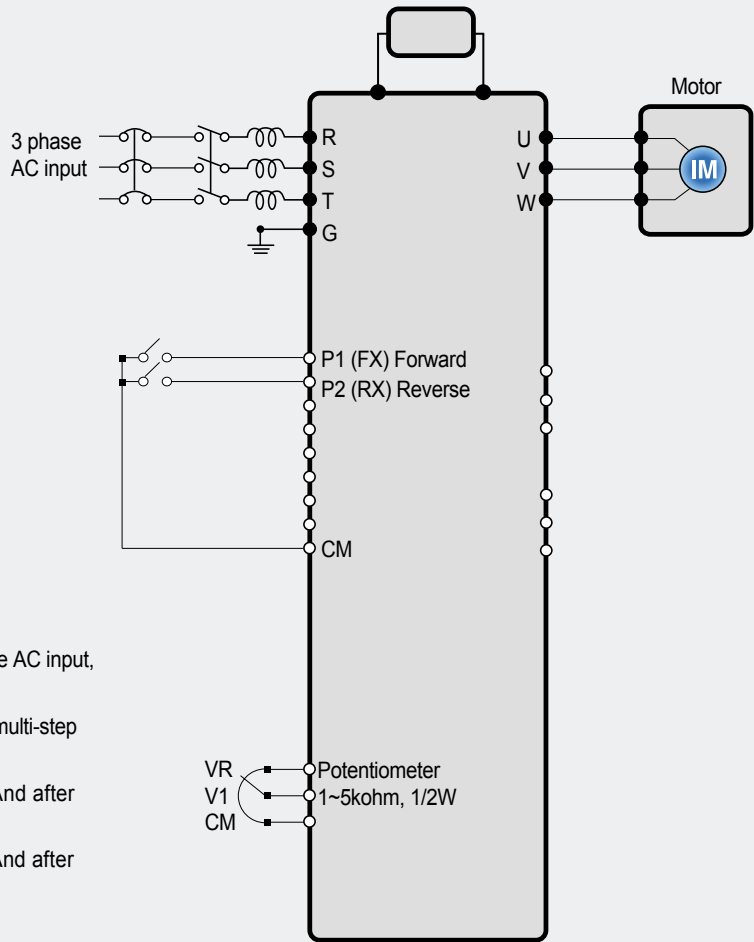 Motor
3 phase
AC input
R
S
T
G
U
V
W
IM
P1 (FX) Forward
P2 (RX) Reverse
CM
e AC input,
multi-step
And after
And after
VR
V1
CM
Potentiometer
1~5kohm, 1/2W